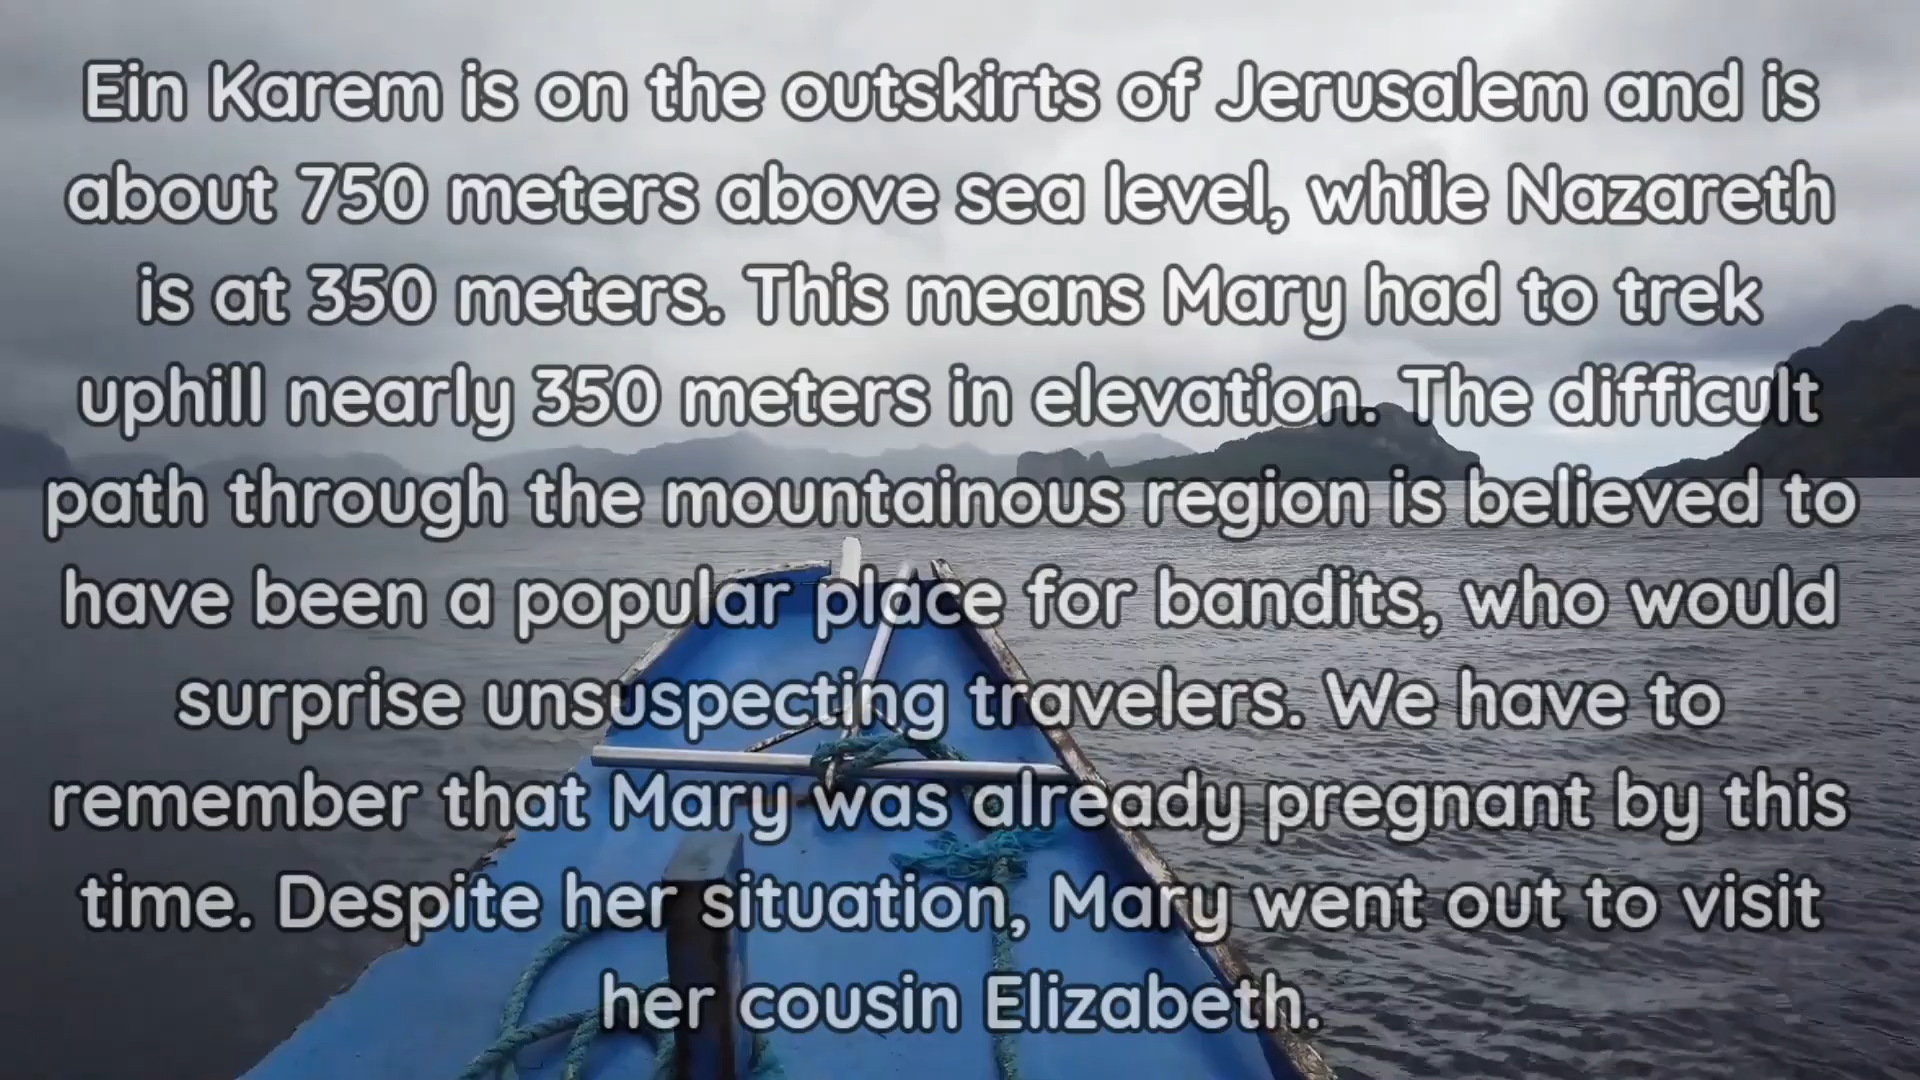 Ein Karem is on the outskirts of Jerusalem and is
about 750 meters above sea level, while Nazareth
is at 350 meters. This means Mary had to trek
uphill nearly 350 meters in elevation. The difficult
path through the mountainous region is believed to
have been a popular place for bandits, who would
surprise unsuspecting travelers. We have to
remember that Mary was already pregnant by this
time. Despite her situation, Mary went out to visit
her cousin Elizabeth.